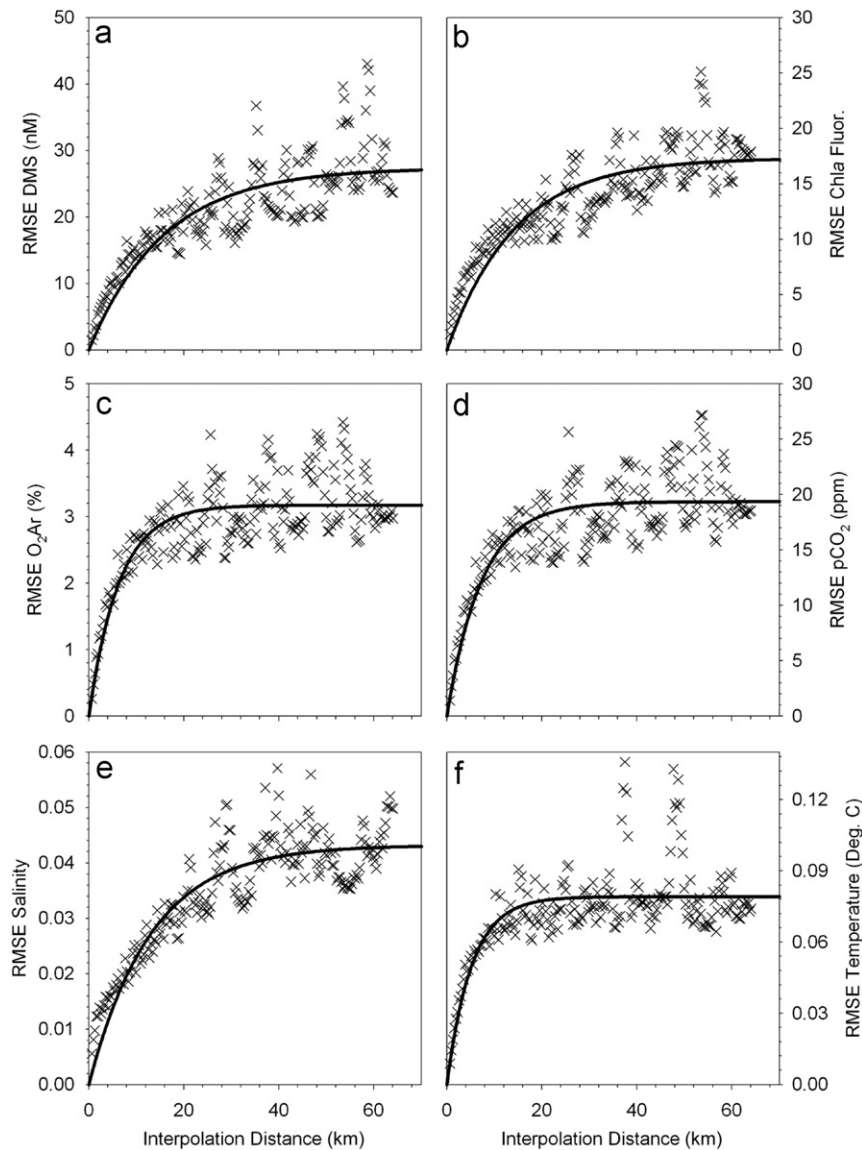 a
50
40
30
20
10
0
RMSE DMS (nM)
b
30
25
20
15
10
5
0
RMSE Chla Fluor.
c
5
4
3
2
1
0
RMSE O₂Ar (%)
d
30
25
20
15
10
5
0
RMSE pCO₂ (ppm)
e
0.06
0.05
0.04
0.03
0.02
0.01
0.00
RMSE Salinity
0 20 40 60
Interpolation Distance (km)
f
0.12
0.09
0.06
0.03
0.00
RMSE Temperature (Deg. C)
0 20 40 60
Interpolation Distance (km)